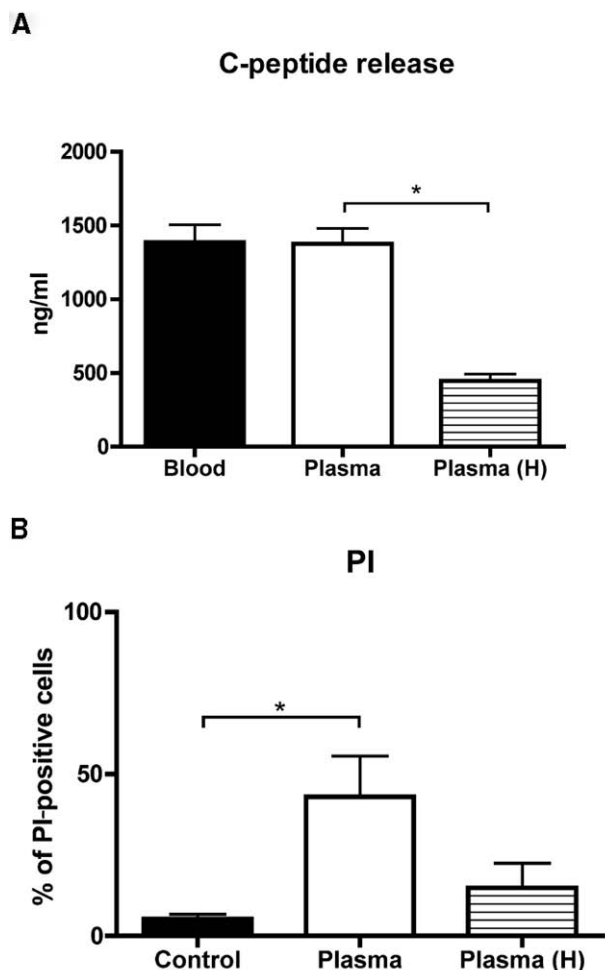 A
C-peptide release
2000
1500
1000
500
0
ng/ml
*
Blood Plasma Plasma (H)
B
PI
100
50
0
% of PI-positive cells
*
Control Plasma Plasma (H)